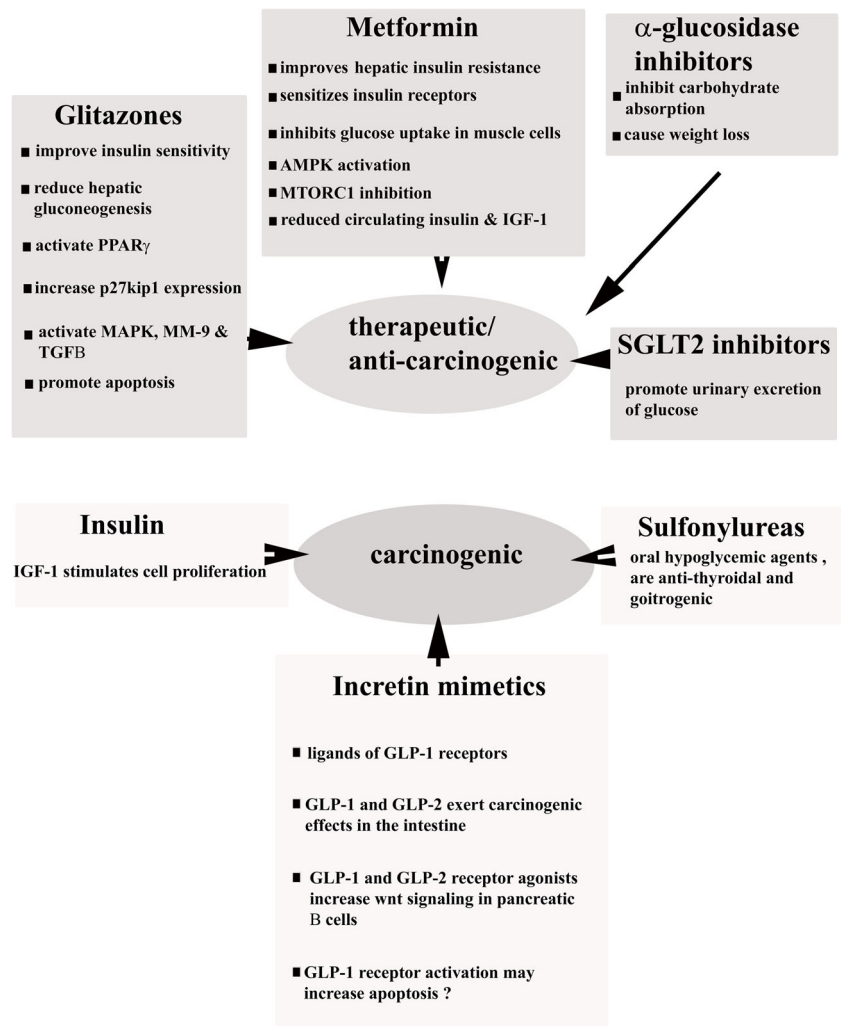 Metformin
■ improves hepatic insulin resistance
■ sensitizes insulin receptors
■ inhibits glucose uptake in muscle cells
■ AMPK activation
■ MTORC1 inhibition
■ reduced circulating insulin & IGF-1
α-glucosidase
inhibitors
■ inhibit carbohydrate
absorption
■ cause weight loss
Glitazones
■ improve insulin sensitivity
■ reduce hepatic
gluconeogenesis
■ activate PPARγ
■ increase p27kip1 expression
■ activate MAPK, MM-9 &
TGFB
■ promote apoptosis
therapeutic/
anti-carcinogenic
SGLT2 inhibitors
promote urinary excretion
of glucose
Insulin
IGF-1 stimulates cell proliferation
carcinogenic
Sulfonylureas
oral hypoglycemic agents ,
are anti-thyroidal and
goitrogenic
Incretin mimetics
■ ligands of GLP-1 receptors
■ GLP-1 and GLP-2 exert carcinogenic
effects in the intestine
■ GLP-1 and GLP-2 receptor agonists
increase wnt signaling in pancreatic
B cells
■ GLP-1 receptor activation may
increase apoptosis ?